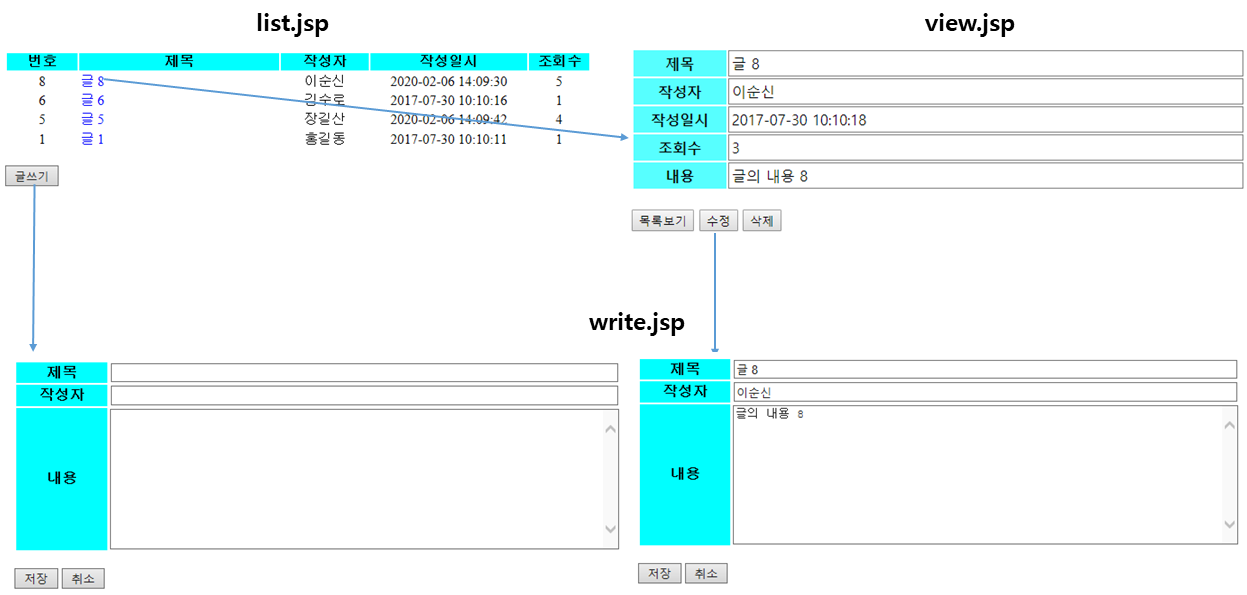 list.jsp
번호 제목 작성자 작성일시 조회수
8 글 8 이순신 2020-02-06 14:09:30 5
6 글 6 김수로 2017-07-30 10:10:16 1
5 글 5 장길산 2020-02-06 14:09:42 4
1 글 1 홍길동 2017-07-30 10:10:11 1
글쓰기
view.jsp
제목 글 8
작성자 이순신
작성일시 2017-07-30 10:10:18
조회수 3
내용 글의 내용 8
목록보기 수정 삭제
write.jsp
제목
작성자
내용
저장 취소
제목 글 8
작성자 이순신
내용 글의 내용 8
저장 취소